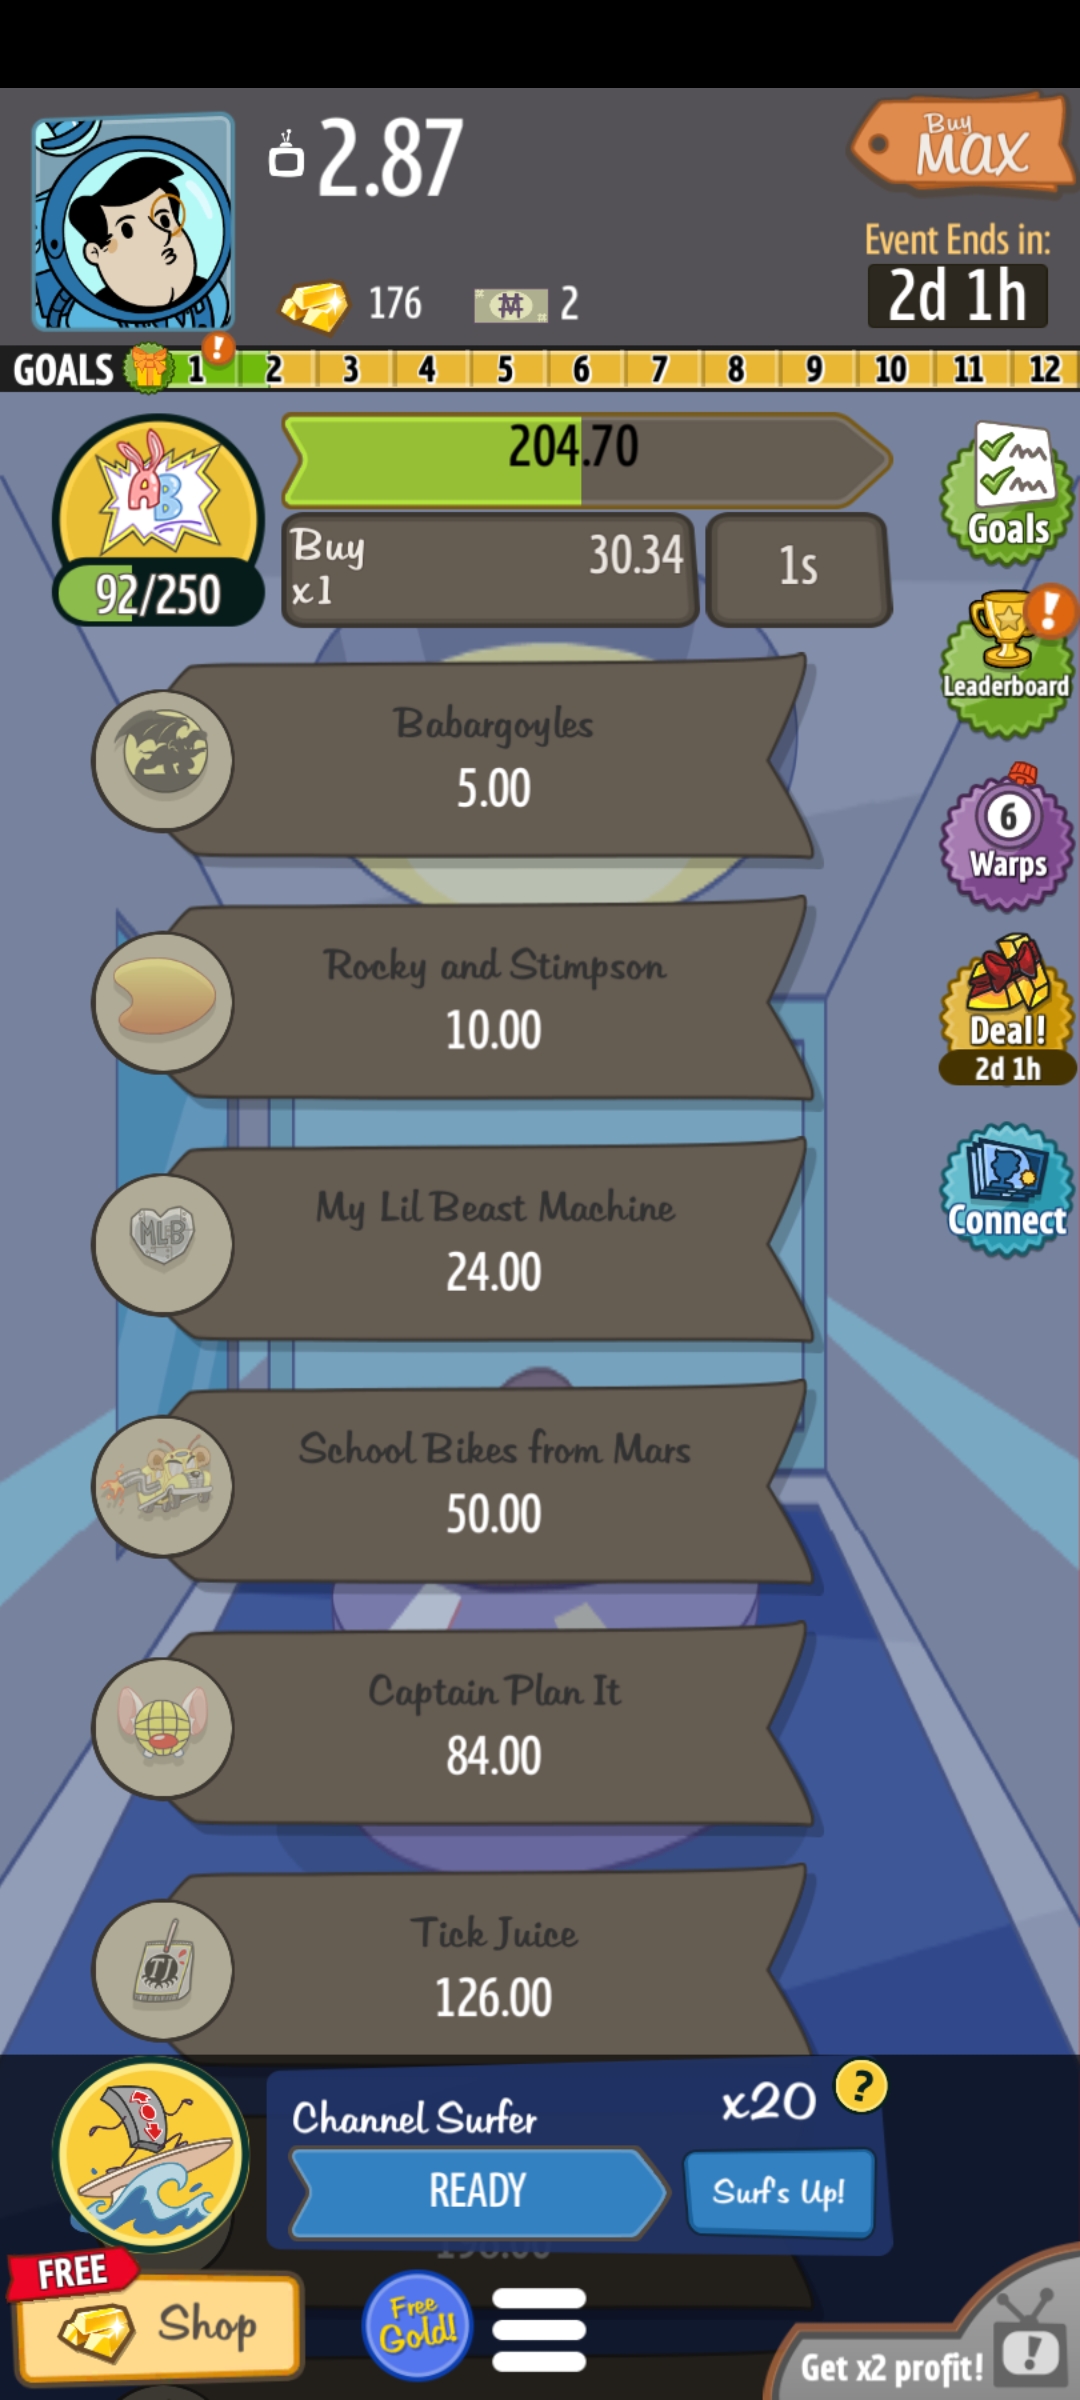 2.87
Buy
MAX
Event Ends in:
2d 1h
176
2
GOALS 1 ! 2 3 4 5 6 7 8 9 10 11 12
AB
92/250
204.70
Buy
x1
30.34
1s
Goals
!
Leaderboard
Babargoyles
5.00
6
Warps
Rocky and Stimpson
10.00
Deal!
2d 1h
MLB
My Lil Beast Machine
24.00
Connect
School Bikes from Mars
50.00
Captain Plan It
84.00
TJ
Tick Juice
126.00
Channel Surfer
x20
?
READY
Surf's Up!
FREE
Shop
Free
Gold!
Get x2 profit!
!